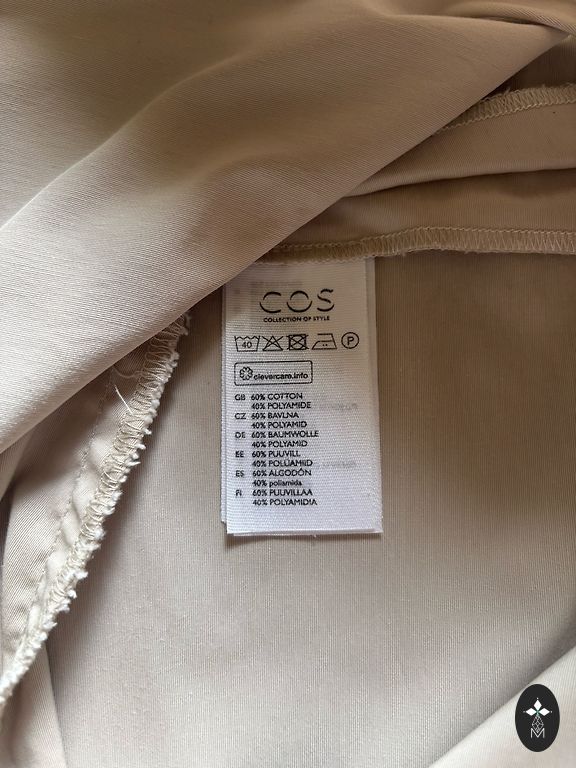 COS
COLLECTION OF STYLE
40 P
clevercare.info
GB 60% COTTON
40% POLYAMIDE
CZ 60% BAVLNA
40% POLYAMID
DE 60% BAUMWOLLE
40% POLYAMID
EE 60% PUUVILL
40% POLÜAMIID
ES 60% ALGODÓN
40% poliamida
FI 60% PUUVILLAA
40% POLYAMIDIA
M